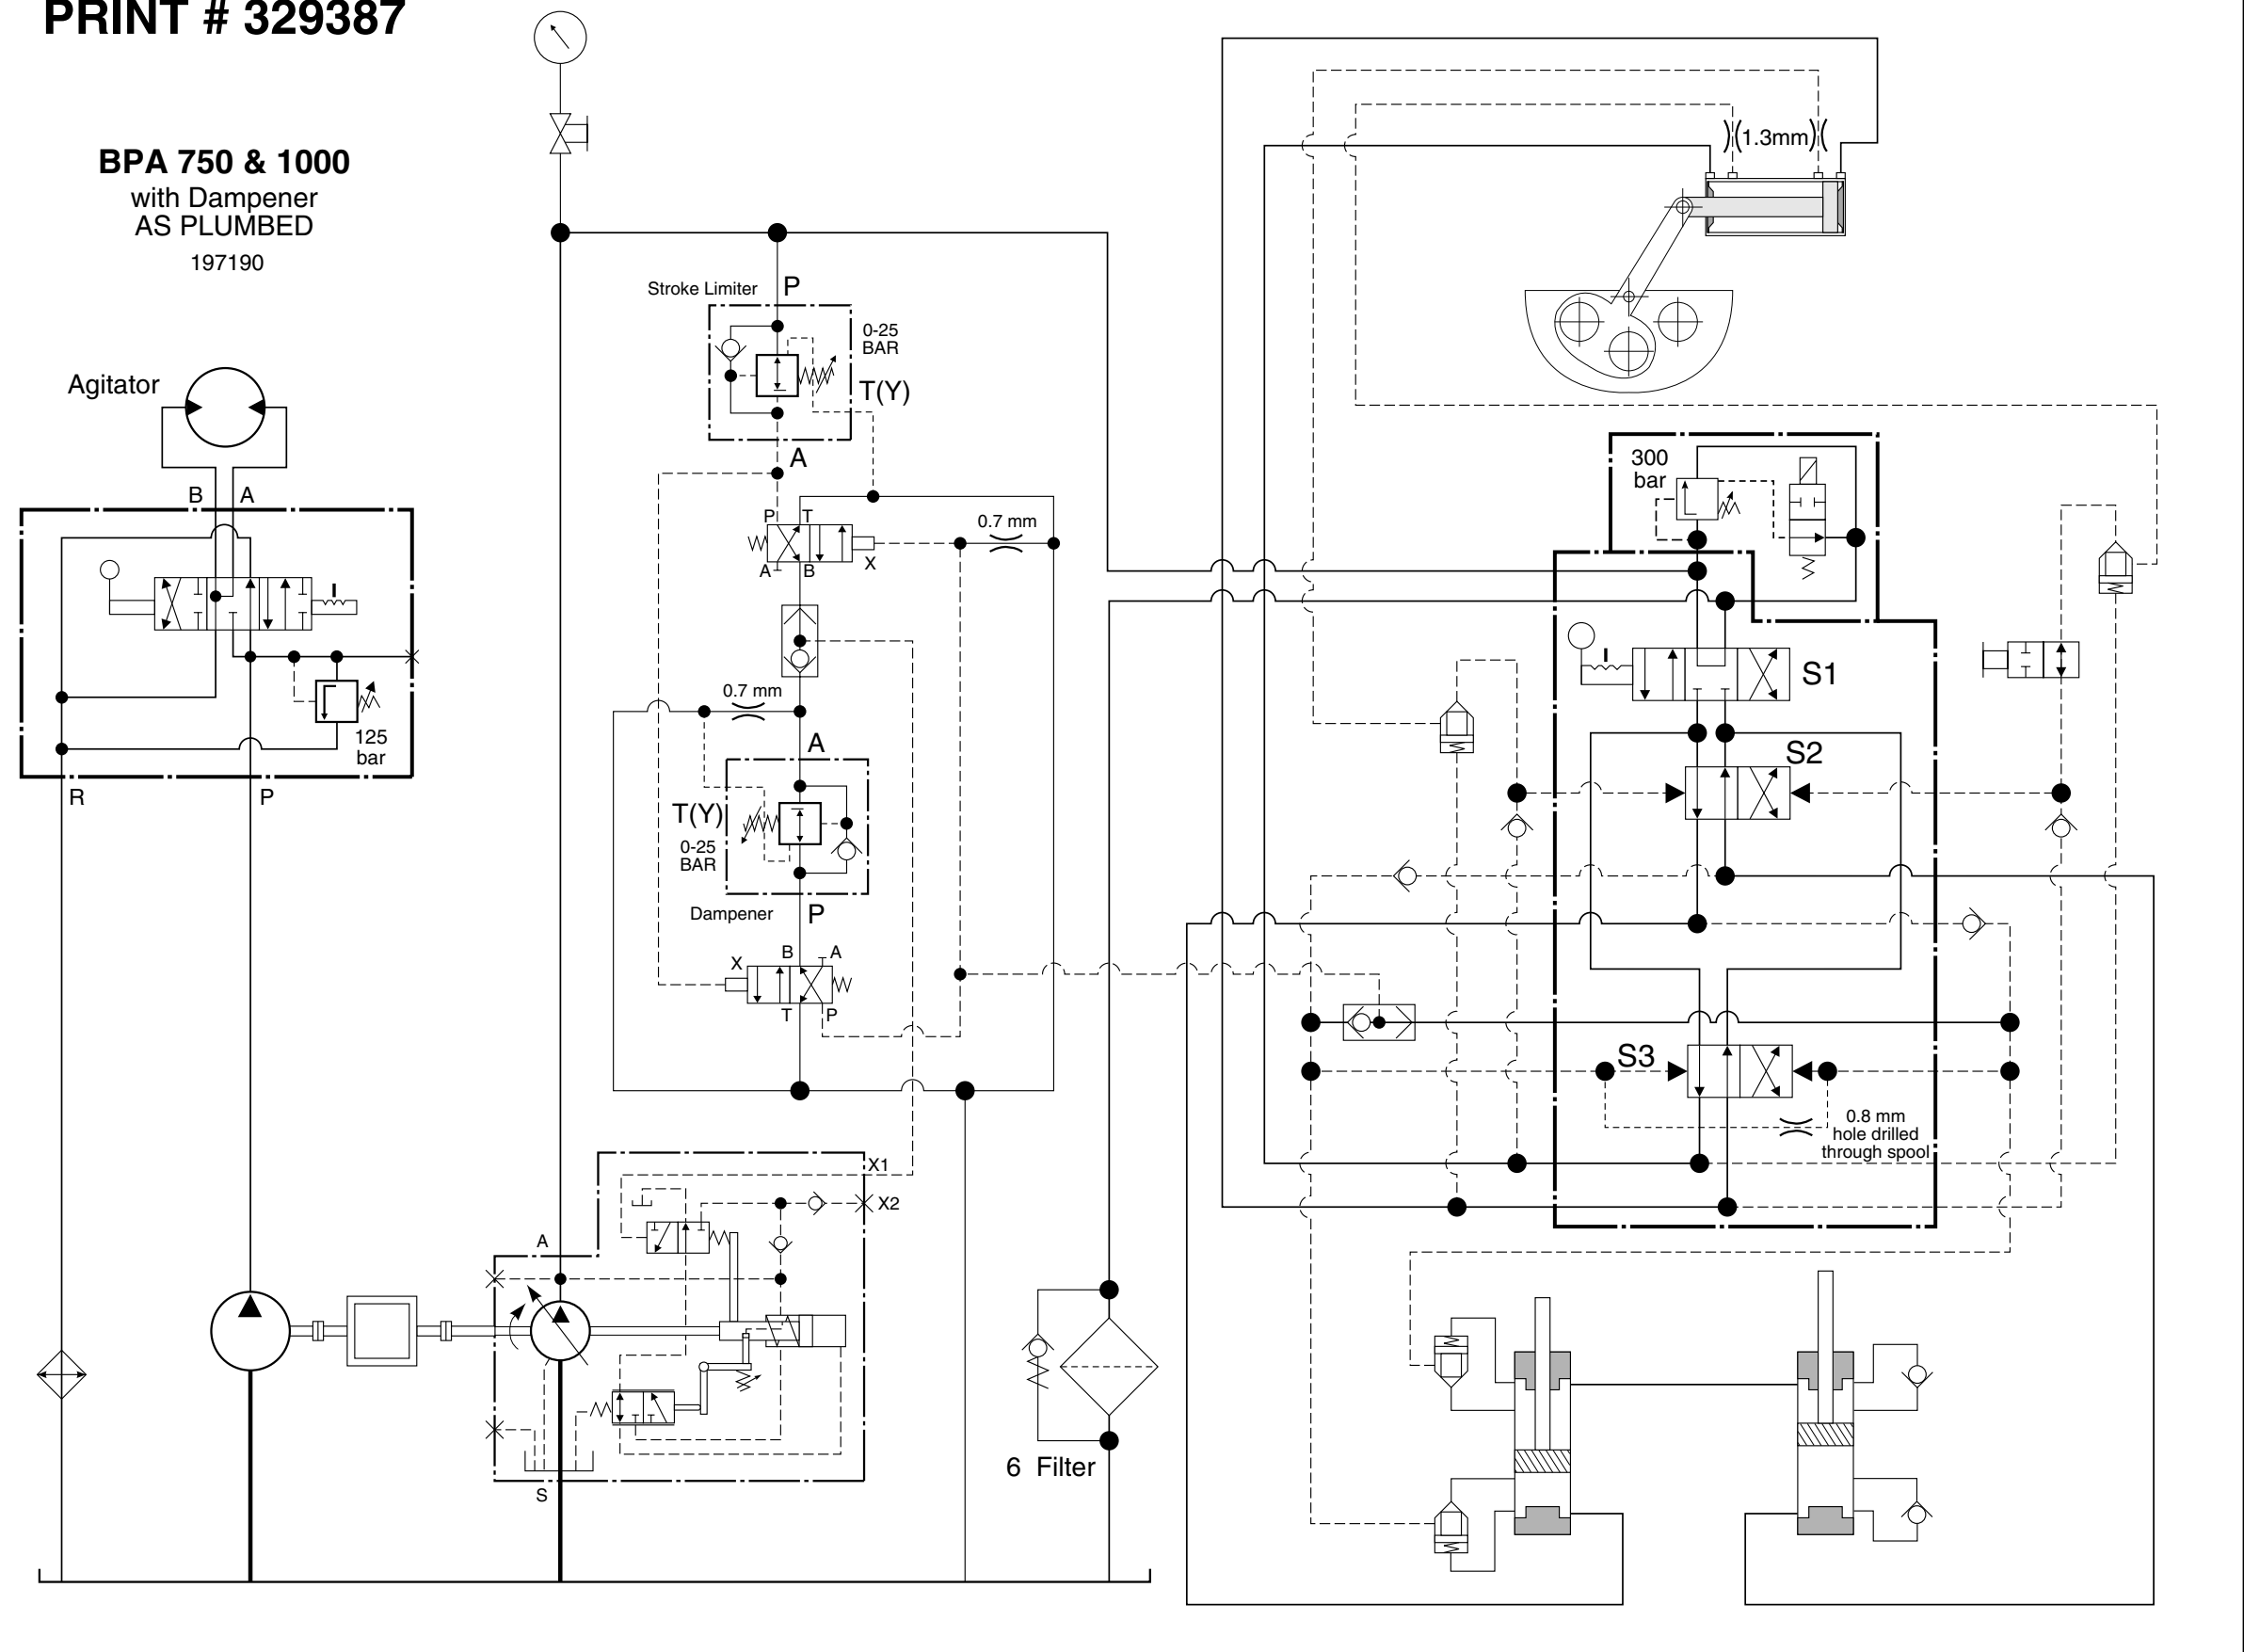 PRINT # 329387
BPA 750 & 1000
with Dampener
AS PLUMBED
197190
1.3mm
Stroke Limiter
P
0-25
BAR
T(Y)
A
Agitator
B
A
300
bar
P
T
0.7 mm
A
B
X
S1
0.7 mm
A
125
bar
S2
R
P
T(Y)
0-25
BAR
Dampener
P
X
B
A
T
P
S3
0.8 mm
hole drilled
through spool
X1
X2
A
6 Filter
S